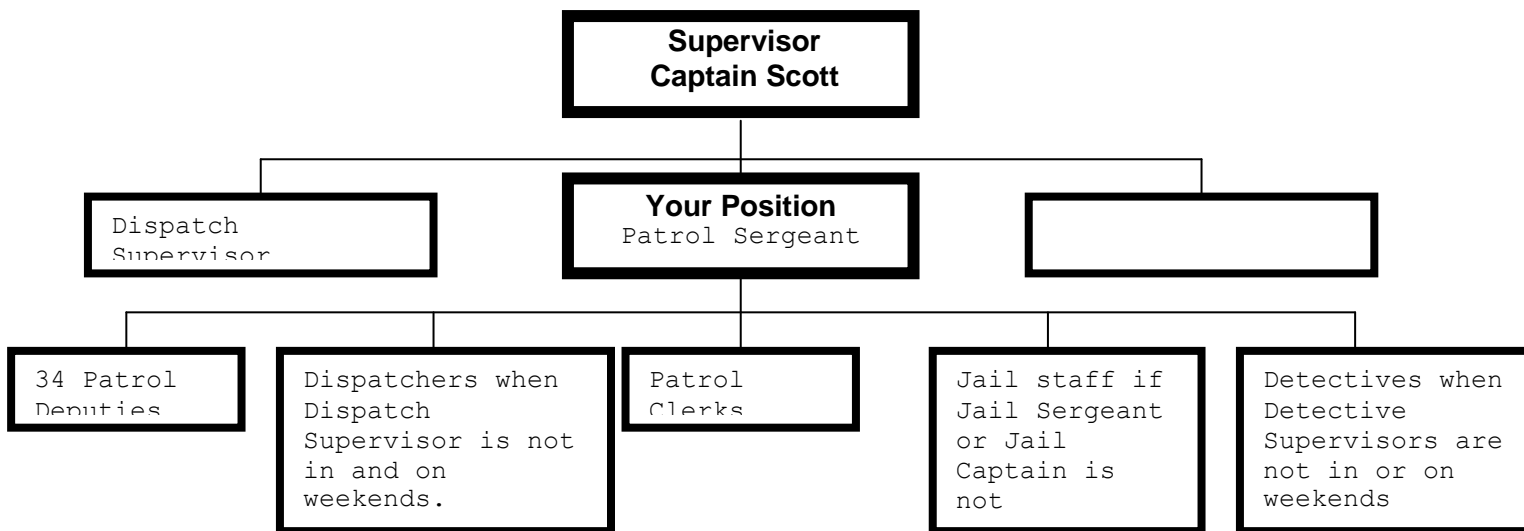 Supervisor
Captain Scott
Dispatch
Supervisor
Your Position
Patrol Sergeant
34 Patrol
Deputies
Dispatchers when
Dispatch
Supervisor is not
in and on
weekends.
Patrol
Clerks
Jail staff if
Jail Sergeant
or Jail
Captain is
not
Detectives when
Detective
Supervisors are
not in or on
weekends